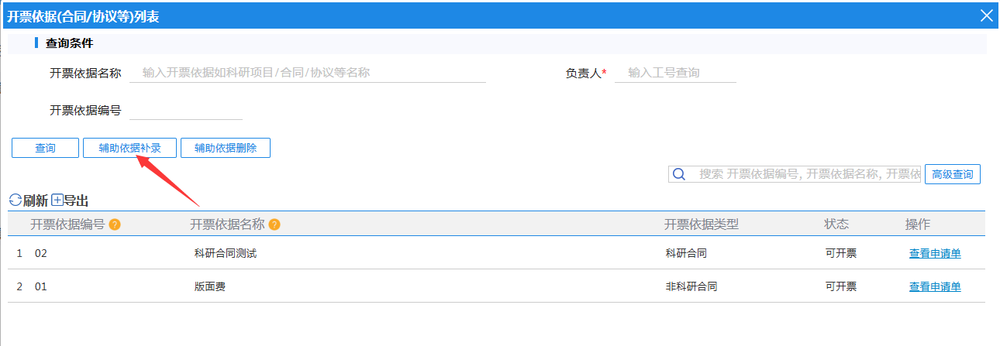 开票依据(合同/协议等)列表
查询条件
开票依据名称 输入开票依据如科研项目/合同/协议等名称 负责人* 输入工号查询
开票依据编号
查询 辅助依据补录 辅助依据删除
搜索 开票依据编号, 开票依据名称, 开票依 高级查询
刷新 导出
开票依据编号 ? 开票依据名称 ? 开票依据类型 状态 操作
1 02 科研合同测试 科研合同 可开票 查看申请单
2 01 版面费 非科研合同 可开票 查看申请单